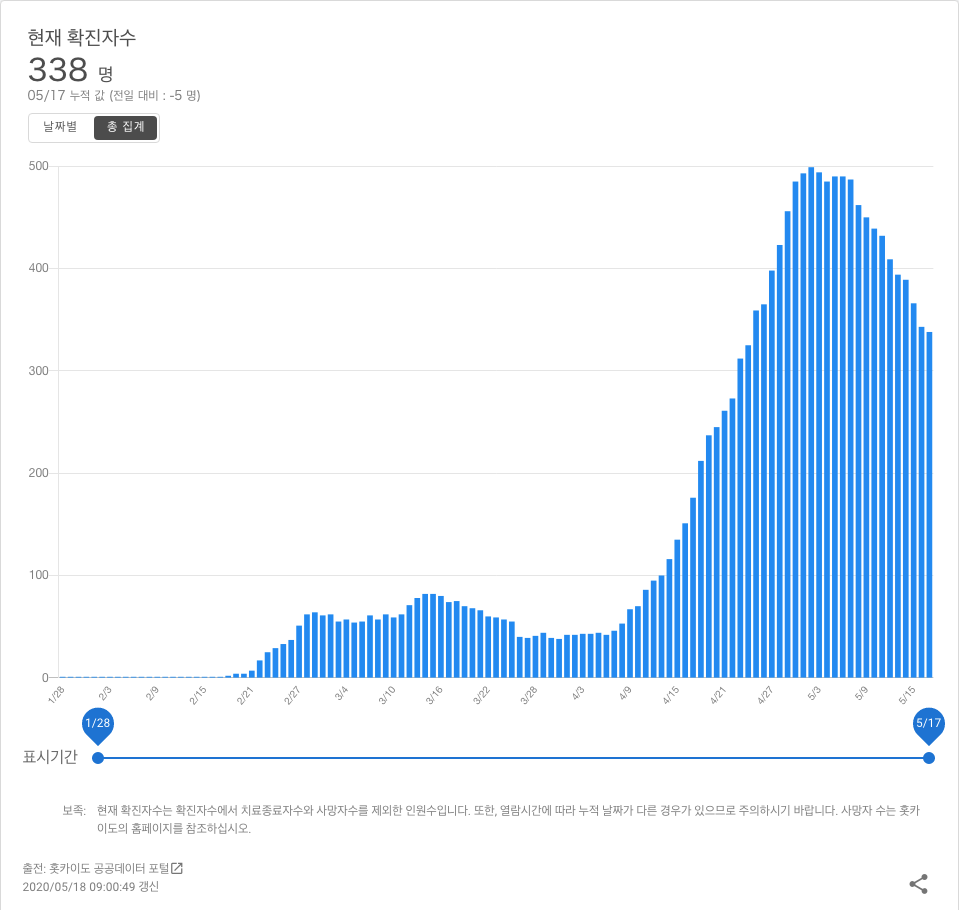 현재 확진자수
338 명
05/17 누적 값 (전일 대비 : -5 명)
날짜별 총 집계
500
400
300
200
100
0
1/28 2/3 2/9 2/15 2/21 2/27 3/4 3/10 3/16 3/22 3/28 4/3 4/9 4/15 4/21 4/27 5/3 5/9 5/15
1/28 5/17
표시기간
보족: 현재 확진자수는 확진자수에서 치료종료자수와 사망자수를 제외한 인원수입니다. 또한, 열람시간에 따라 누적 날짜가 다른 경우가 있으므로 주의하시기 바랍니다. 사망자 수는 홋카
이도의 홈페이지를 참조하십시오.
출전: 홋카이도 공공데이터 포털
2020/05/18 09:00:49 갱신